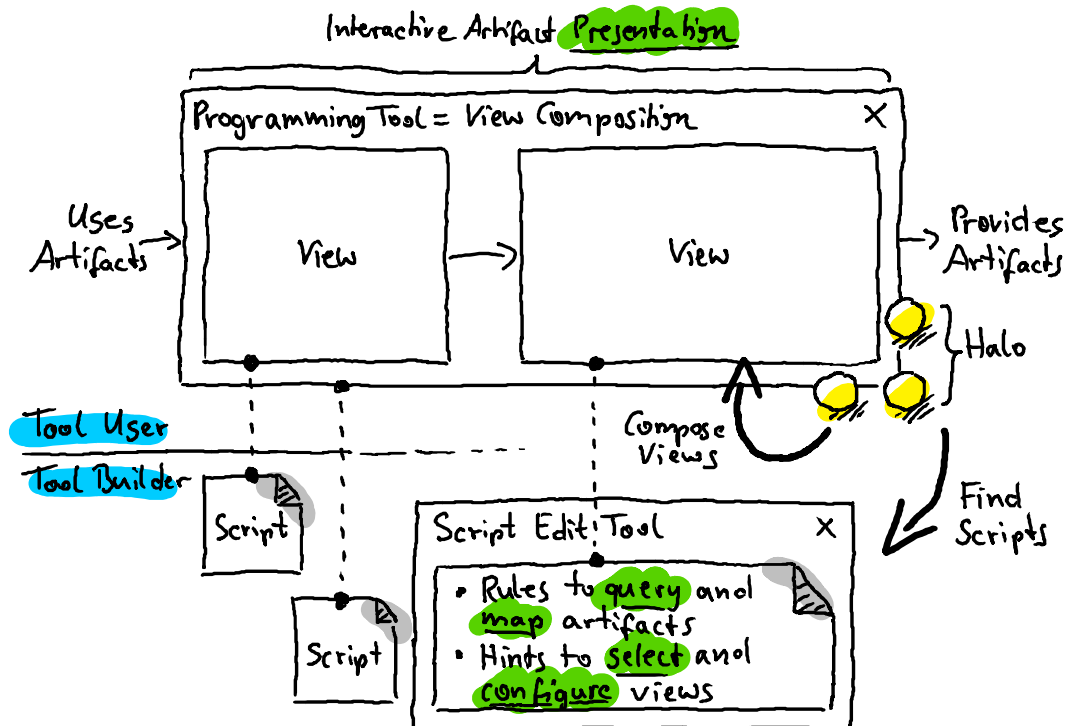 Interactive Artifact Presentation
Programming Tool = View Composition X
Uses
Artifacts
View
View
Provides
Artifacts
Halo
Compose
Views
Tool User
Tool Builder
Find
Scripts
Script
Script
Script Edit Tool X
• Rules to query and
map artifacts
• Hints to select and
configure views